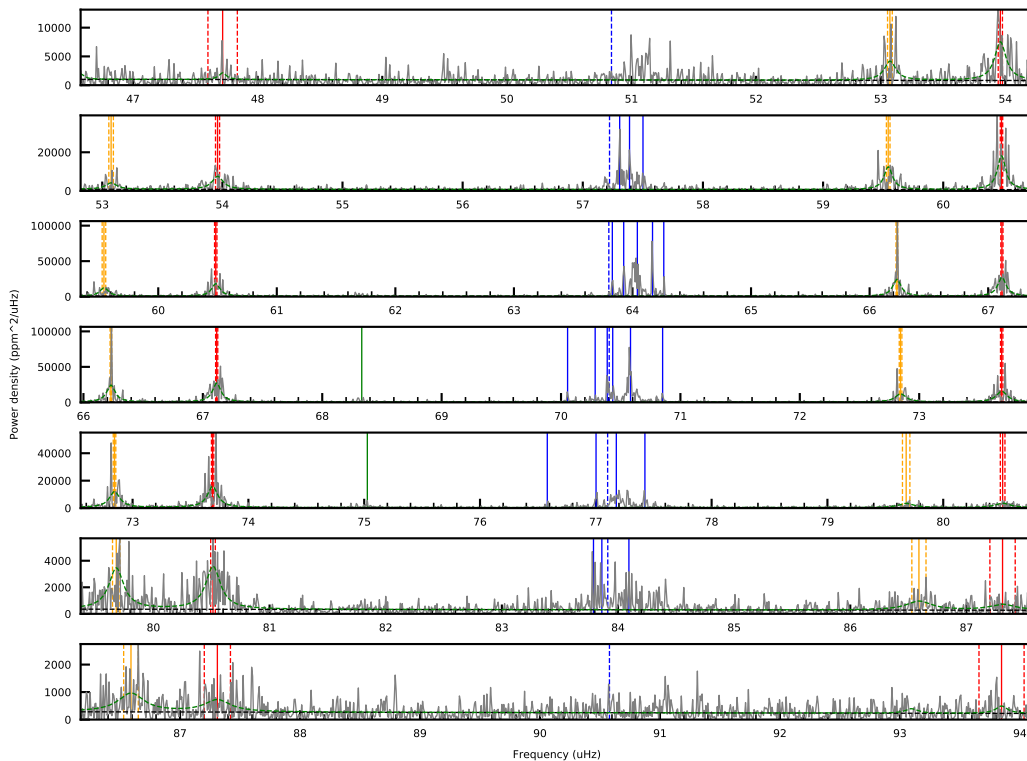 10000
5000
0
47 48 49 50 51 52 53 54
20000
0
53 54 55 56 57 58 59 60
100000
50000
0
60 61 62 63 64 65 66 67
100000
50000
0
66 67 68 69 70 71 72 73
40000
20000
0
73 74 75 76 77 78 79 80
4000
2000
0
80 81 82 83 84 85 86 87
2000
1000
0
87 88 89 90 91 92 93 94
Power density (ppm^2/uHz)
Frequency (uHz)